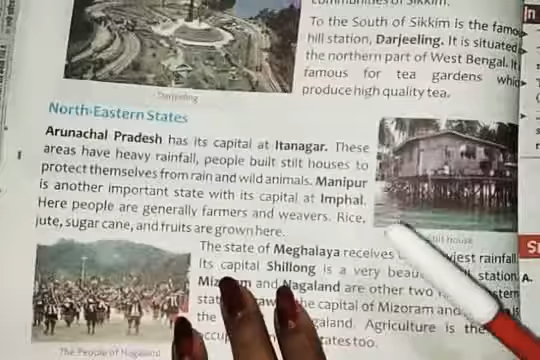 communities of Sikkim.
To the South of Sikkim is the famo
hill station, Darjeeling. It is situated
the northern part of West Bengal. It
famous for tea gardens whic
produce high quality tea.
Darjeeling
North-Eastern States
Arunachal Pradesh has its capital at Itanagar. These
areas have heavy rainfall, people built stilt houses to
protect themselves from rain and wild animals. Manipur
is another important state with its capital at Imphal.
Here people are generally farmers and weavers. Rice,
jute, sugar cane, and fruits are grown here.
Stilt house
The state of Meghalaya receives viest rainfall.
Its capital Shillong is a very beau station.
and Nagaland are other two stern
the capital of Mizoram and
the galand. Agriculture is the
occup ates too.
The People of Nagaland
A.